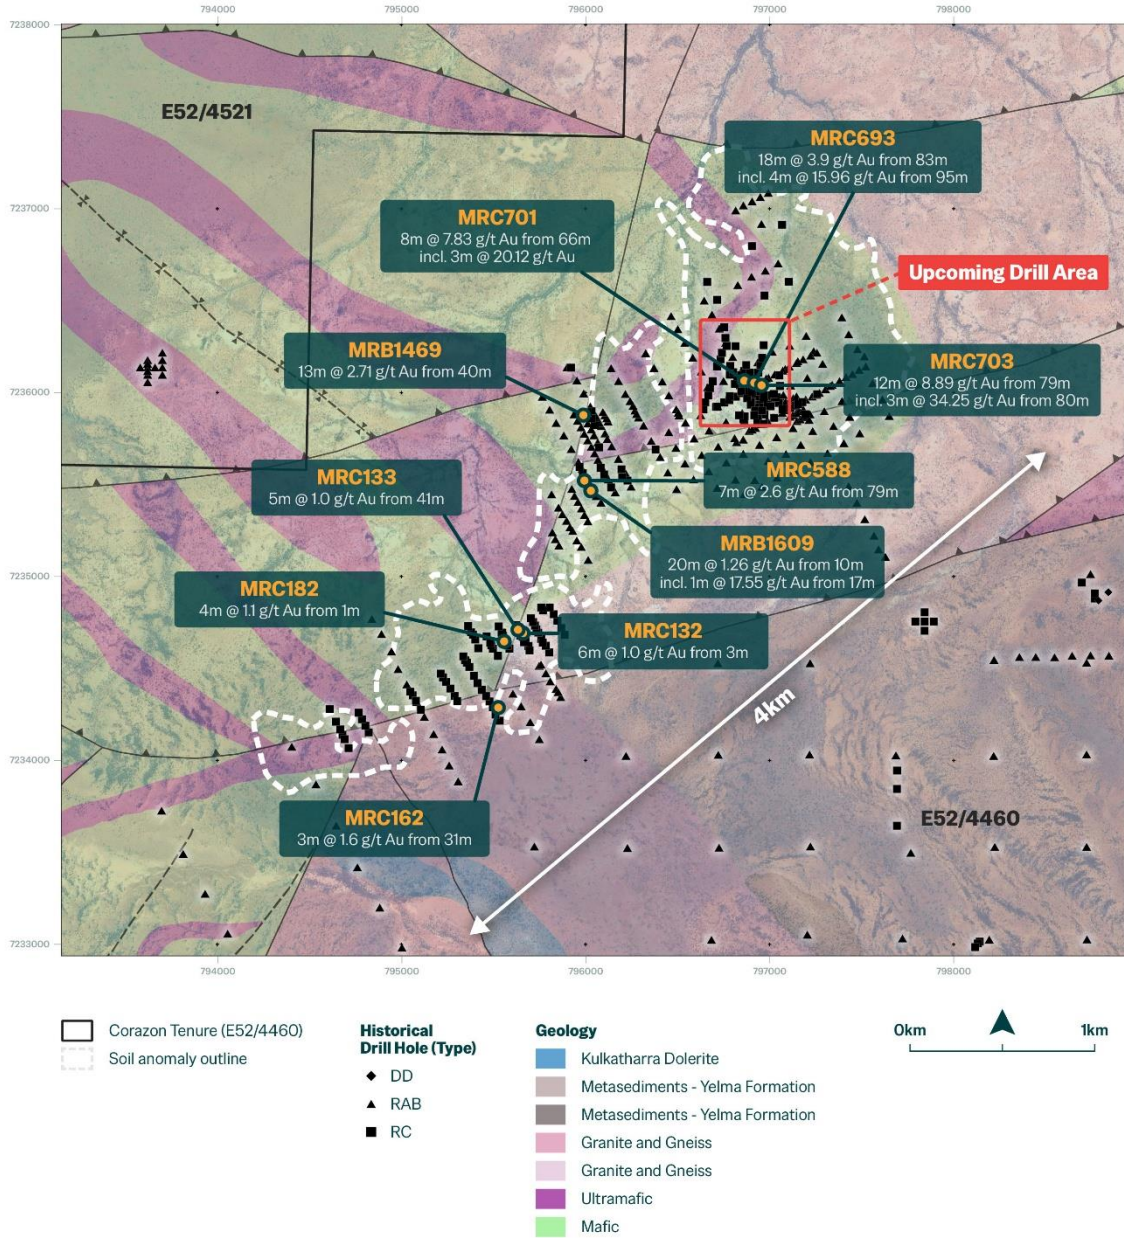 794000
795000
796000
797000
798000
7238000
7237000
7236000
7235000
7234000
7233000
E52/4521
MRC693
18m @ 3.9 g/t Au from 83m
incl. 4m @ 15.96 g/t Au from 95m
MRC701
8m @ 7.83 g/t Au from 66m
incl. 3m @ 20.12 g/t Au
Upcoming Drill Area
MRB1469
13m @ 2.71 g/t Au from 40m
MRC703
12m @ 8.89 g/t Au from 79m
incl. 3m @ 34.25 g/t Au from 80m
MRC133
5m @ 1.0 g/t Au from 41m
MRC588
7m @ 2.6 g/t Au from 79m
MRB1609
20m @ 1.26 g/t Au from 10m
incl. 1m @ 17.55 g/t Au from 17m
MRC182
4m @ 1.1 g/t Au from 1m
MRC132
6m @ 1.0 g/t Au from 3m
4km
MRC162
3m @ 1.6 g/t Au from 31m
E52/4460
794000
795000
796000
797000
798000
Corazon Tenure (E52/4460)
Soil anomaly outline
Historical
Drill Hole (Type)
DD
RAB
RC
Geology
Kulkatharra Dolerite
Metasediments - Yelma Formation
Metasediments - Yelma Formation
Granite and Gneiss
Granite and Gneiss
Ultramafic
Mafic
0km
1km